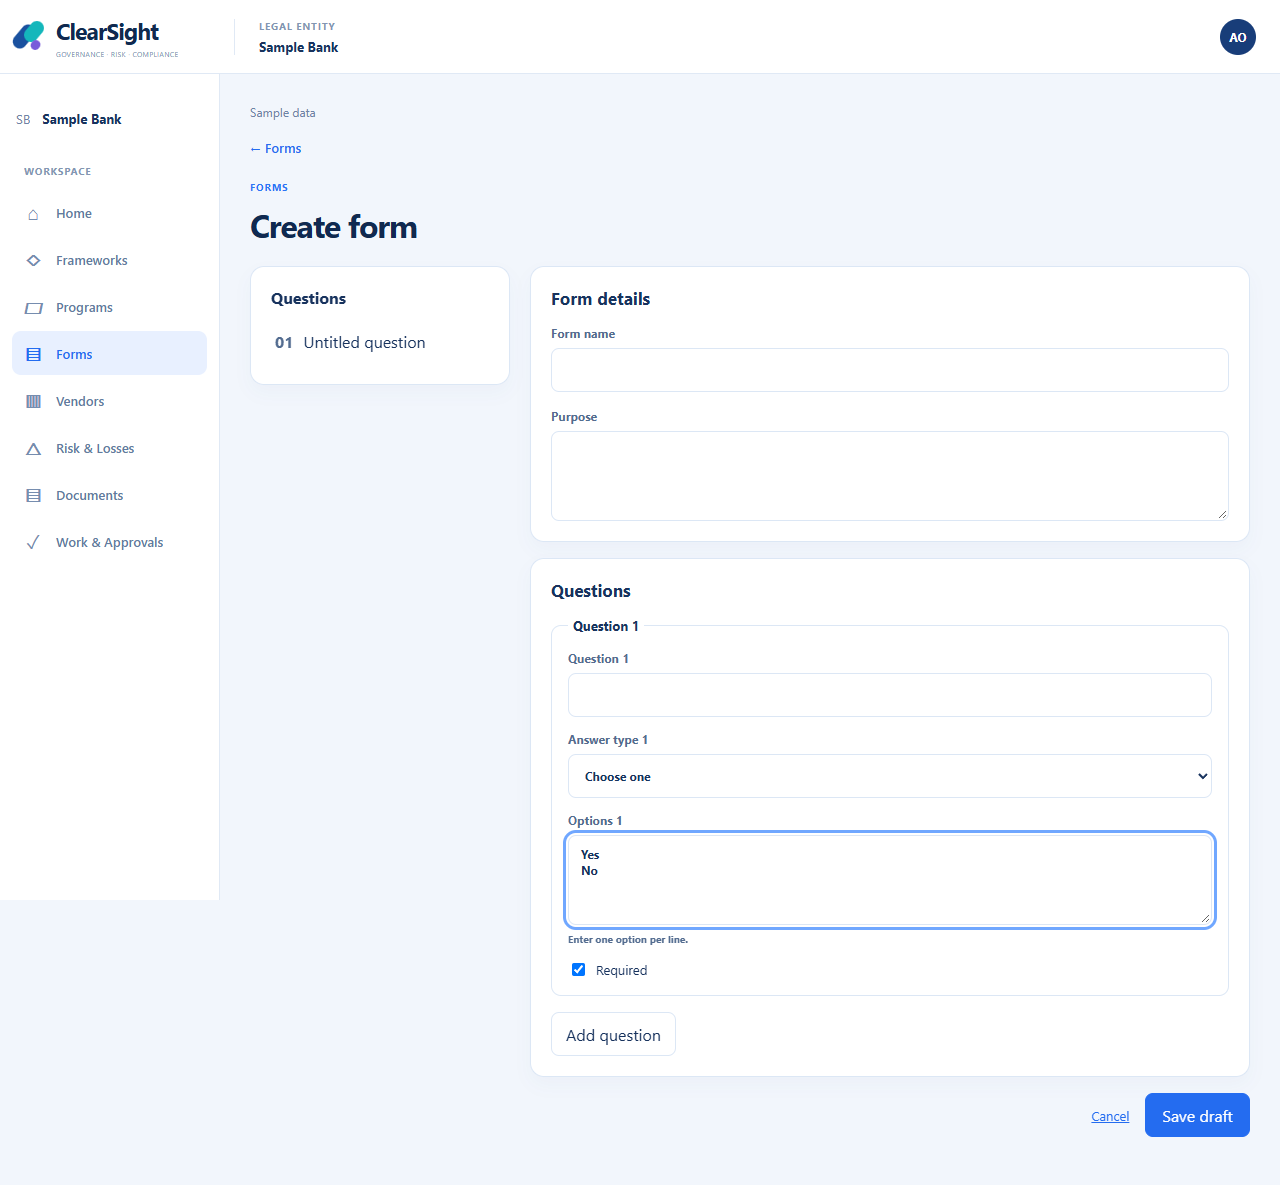 ClearSight
GOVERNANCE · RISK · COMPLIANCE
LEGAL ENTITY
Sample Bank
AO
SB Sample Bank
WORKSPACE
Home
Frameworks
Programs
Forms
Vendors
Risk & Losses
Documents
Work & Approvals
Sample data
← Forms
FORMS
Create form
Questions
01 Untitled question
Form details
Form name
Purpose
Questions
Question 1
Question 1
Answer type 1
Choose one
Options 1
Yes
No
Enter one option per line.
Required
Add question
Cancel
Save draft